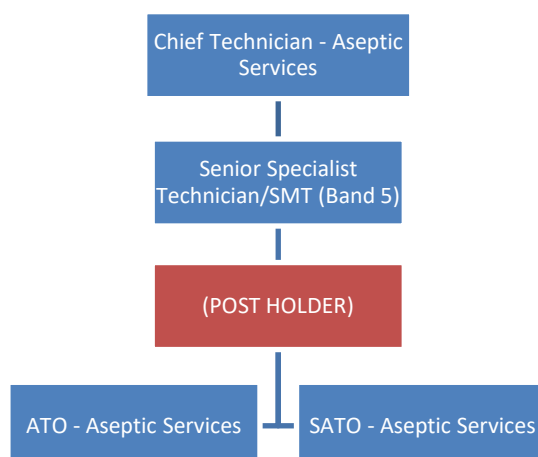 Chief Technician - Aseptic
Services
Senior Specialist
Technician/SMT (Band 5)
(POST HOLDER)
ATO - Aseptic Services
SATO - Aseptic Services